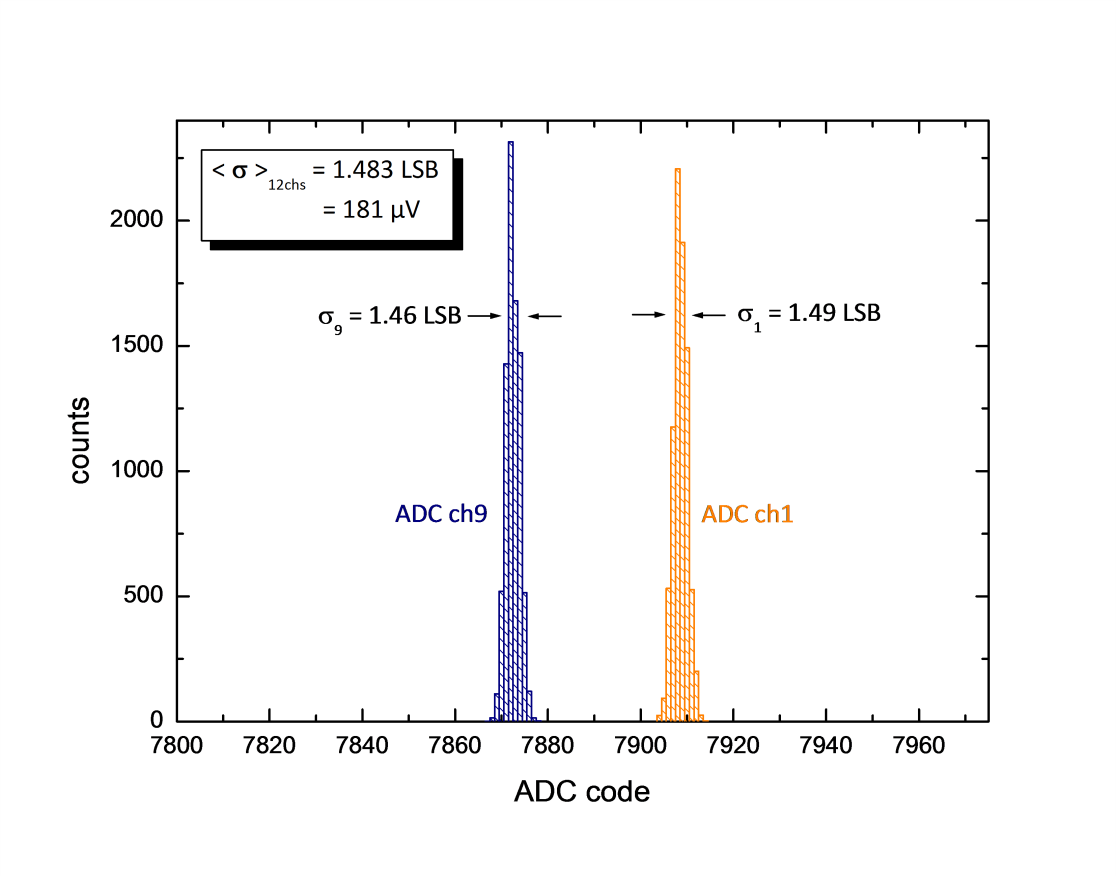 < σ >12chs = 1.483 LSB
= 181 μV
2000
σ9 = 1.46 LSB
σ1 = 1.49 LSB
1500
counts
1000
ADC ch9
ADC ch1
500
0
7800 7820 7840 7860 7880 7900 7920 7940 7960
ADC code